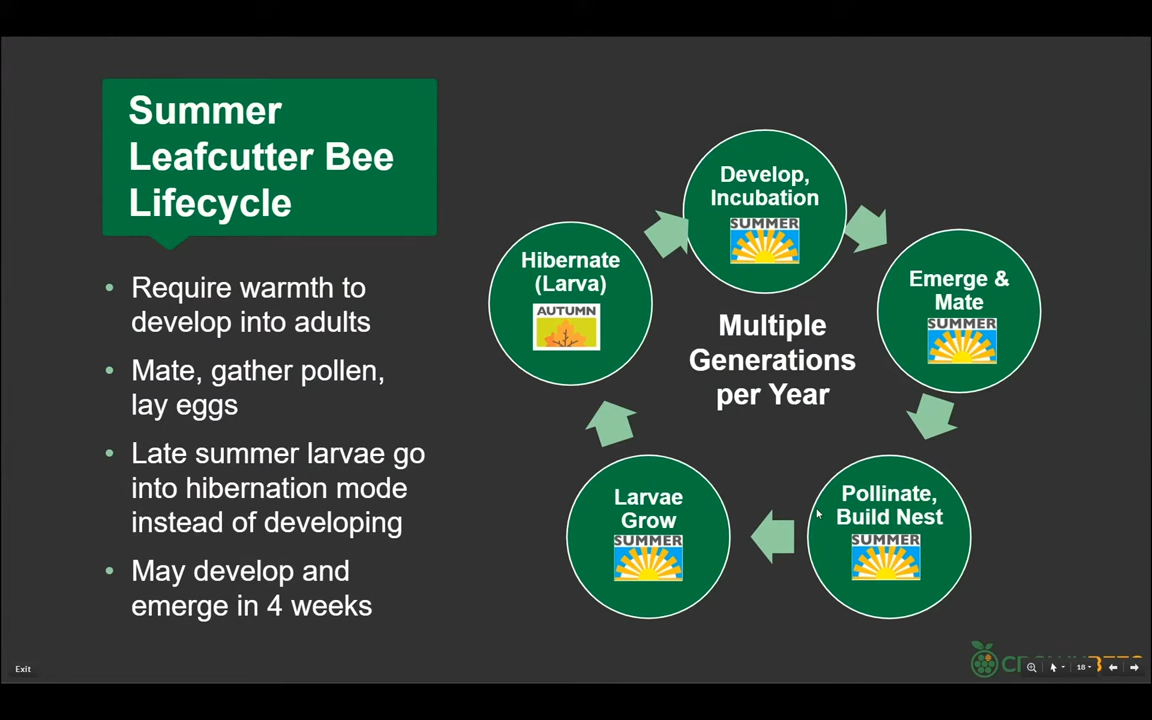 Summer
Leafcutter Bee
Lifecycle
Require warmth to
develop into adults
Mate, gather pollen,
lay eggs
Late summer larvae go
into hibernation mode
instead of developing
May develop and
emerge in 4 weeks
Develop,
Incubation
SUMMER
Emerge &
Mate
SUMMER
Pollinate,
Build Nest
SUMMER
Larvae
Grow
SUMMER
Hibernate
(Larva)
AUTUMN
Multiple
Generations
per Year
Exit
18